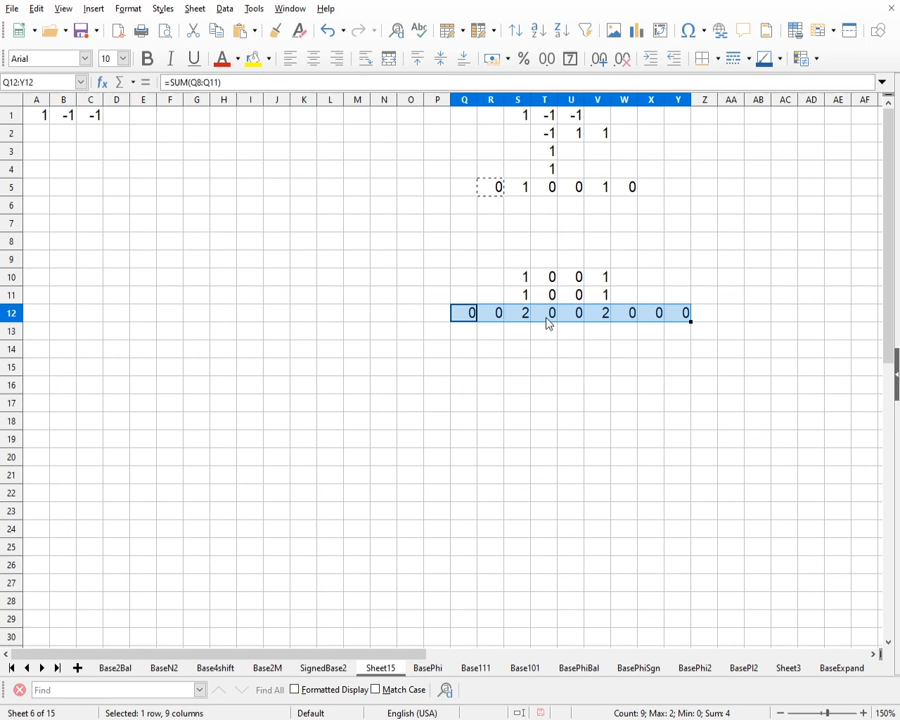 File Edit View Insert Format Styles Sheet Data Tools Window Help
Arial 10
Q12:Y12 =SUM(Q8:Q11)
A B C D E F G H I J K L M N O P Q R S T U V W X Y Z AA AB AC AD AE AF
1 1 -1 -1 1 -1 -1
2 -1 1 1
3 1
4 1
5 0 1 0 0 1 0
6
7
8
9
10 1 0 0 1
11 1 0 0 1
12 0 0 2 0 0 2 0 0 0
13
14
15
16
17
18
19
20
21
22
23
24
25
26
27
28
29
30
Base2Bal BaseN2 Base4shift Base2M SignedBase2 Sheet15 BasePhi Base111 Base101 BasePhiBal BasePhiSgn BasePhi2 BasePI2 Sheet3 BaseExpand
Find Find All Formatted Display Match Case
Sheet 6 of 15 Selected: 1 row, 9 columns Default English (USA) Count: 9; Max: 2; Min: 0; Sum: 4 150%